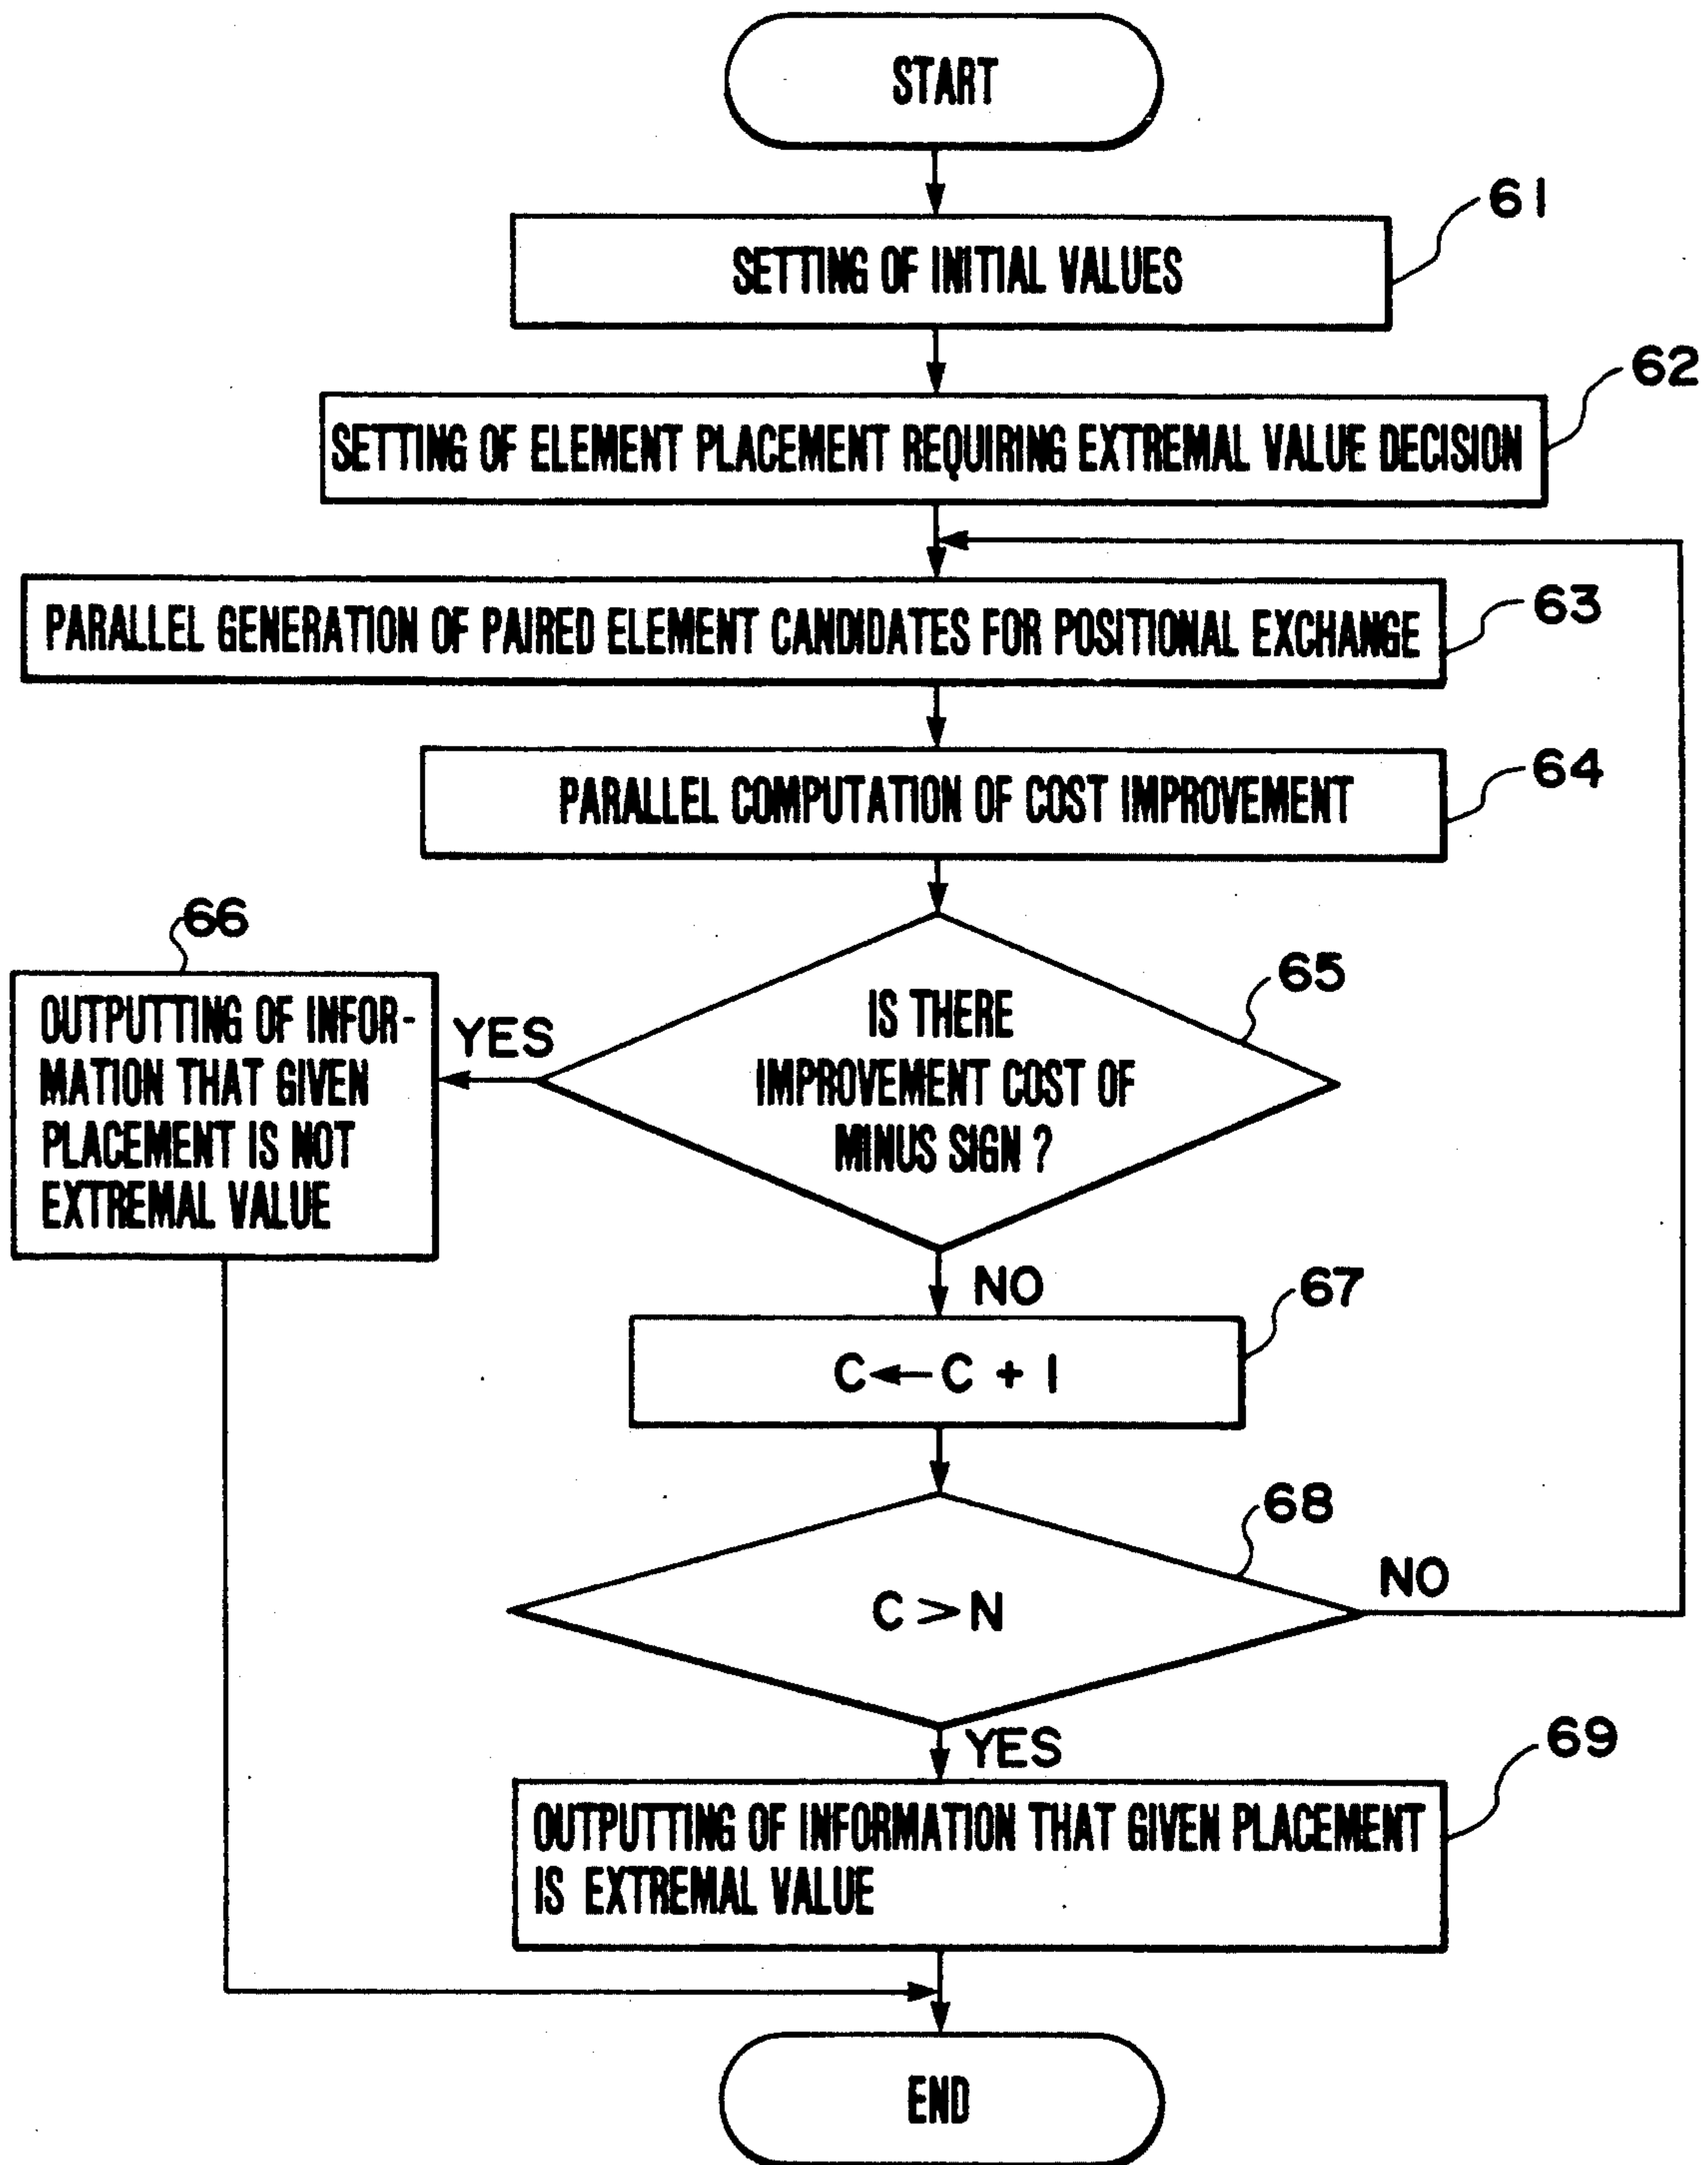 START
61
SETTING OF INITIAL VALUES
62
SETTING OF ELEMENT PLACEMENT REQUIRING EXTREMAL VALUE DECISION
63
PARALLEL GENERATION OF PAIRED ELEMENT CANDIDATES FOR POSITIONAL EXCHANGE
64
PARALLEL COMPUTATION OF COST IMPROVEMENT
65
IS THERE
IMPROVEMENT COST OF
MINUS SIGN ?
YES
66
OUTPUTTING OF INFOR-
MATION THAT GIVEN
PLACEMENT IS NOT
EXTREMAL VALUE
NO
67
C ← C + 1
68
C > N
NO
YES
69
OUTPUTTING OF INFORMATION THAT GIVEN PLACEMENT
IS EXTREMAL VALUE
END